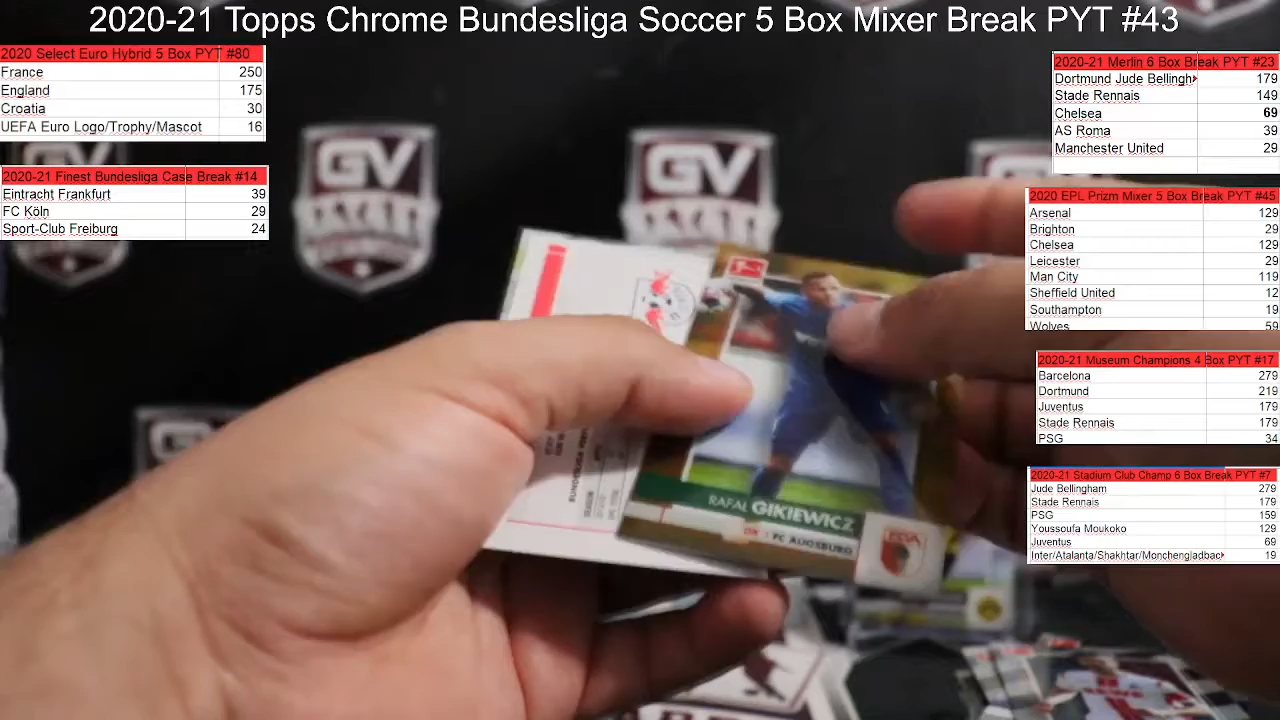 2020-21 Topps Chrome Bundesliga Soccer 5 Box Mixer Break PYT #43
2020 Select Euro Hybrid 5 Box PYT #80
France 250
England 175
Croatia 30
UEFA Euro Logo/Trophy/Mascot 16
2020-21 Finest Bundesliga Case Break #14
Eintracht Frankfurt 39
FC Köln 29
Sport-Club Freiburg 24
2020-21 Merlin 6 Box Break PYT #23
Dortmund Jude Bellingh
179
Stade Rennais 149
Chelsea 69
AS Roma 39
Manchester United 29
2020 EPL Prizm Mixer 5 Box Break PYT #45
Arsenal 129
Brighton 29
Chelsea 129
Leicester 29
Man City 119
Sheffield United 12
Southampton 19
Wolves 59
2020-21 Museum Champions 4 Box PYT #17
Barcelona 279
Dortmund 219
Juventus 179
Stade Rennais 179
PSG 34
2020-21 Stadium Club Champ 6 Box Break PYT #7
Jude Bellingham 279
Stade Rennais 179
PSG 159
Youssoufa Moukoko 129
Juventus 69
Inter/Atalanta/Shakhtar/Monchengladbach 19
GV
GV
RAFAŁ GIKIEWICZ
FC AUGSBURG
FCA